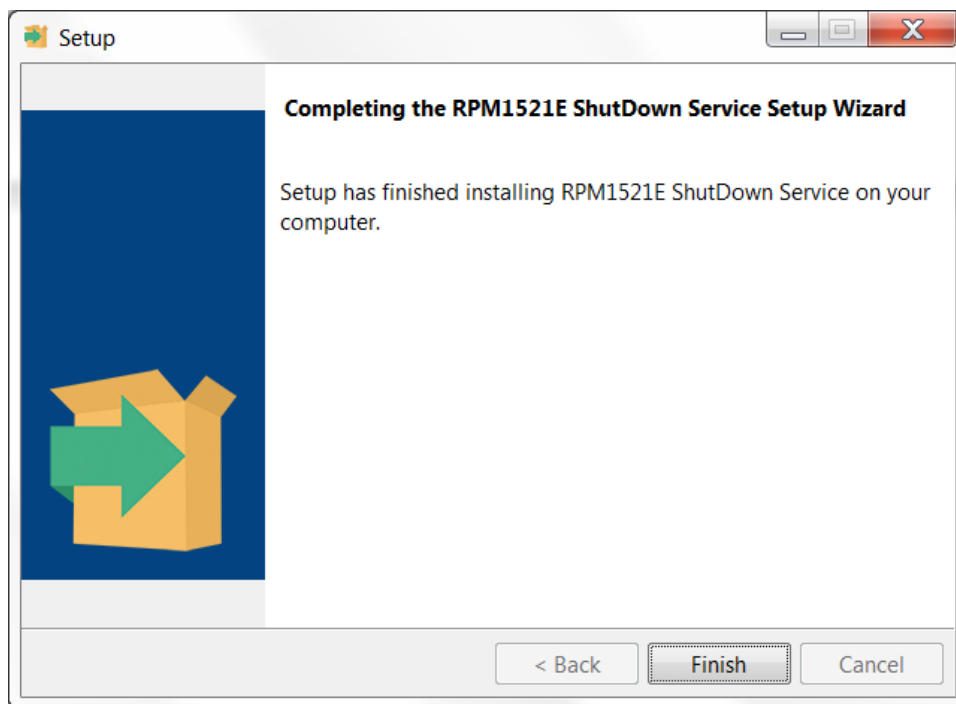 Setup
Completing the RPM1521E ShutDown Service Setup Wizard
Setup has finished installing RPM1521E ShutDown Service on your
computer.
< Back
Finish
Cancel